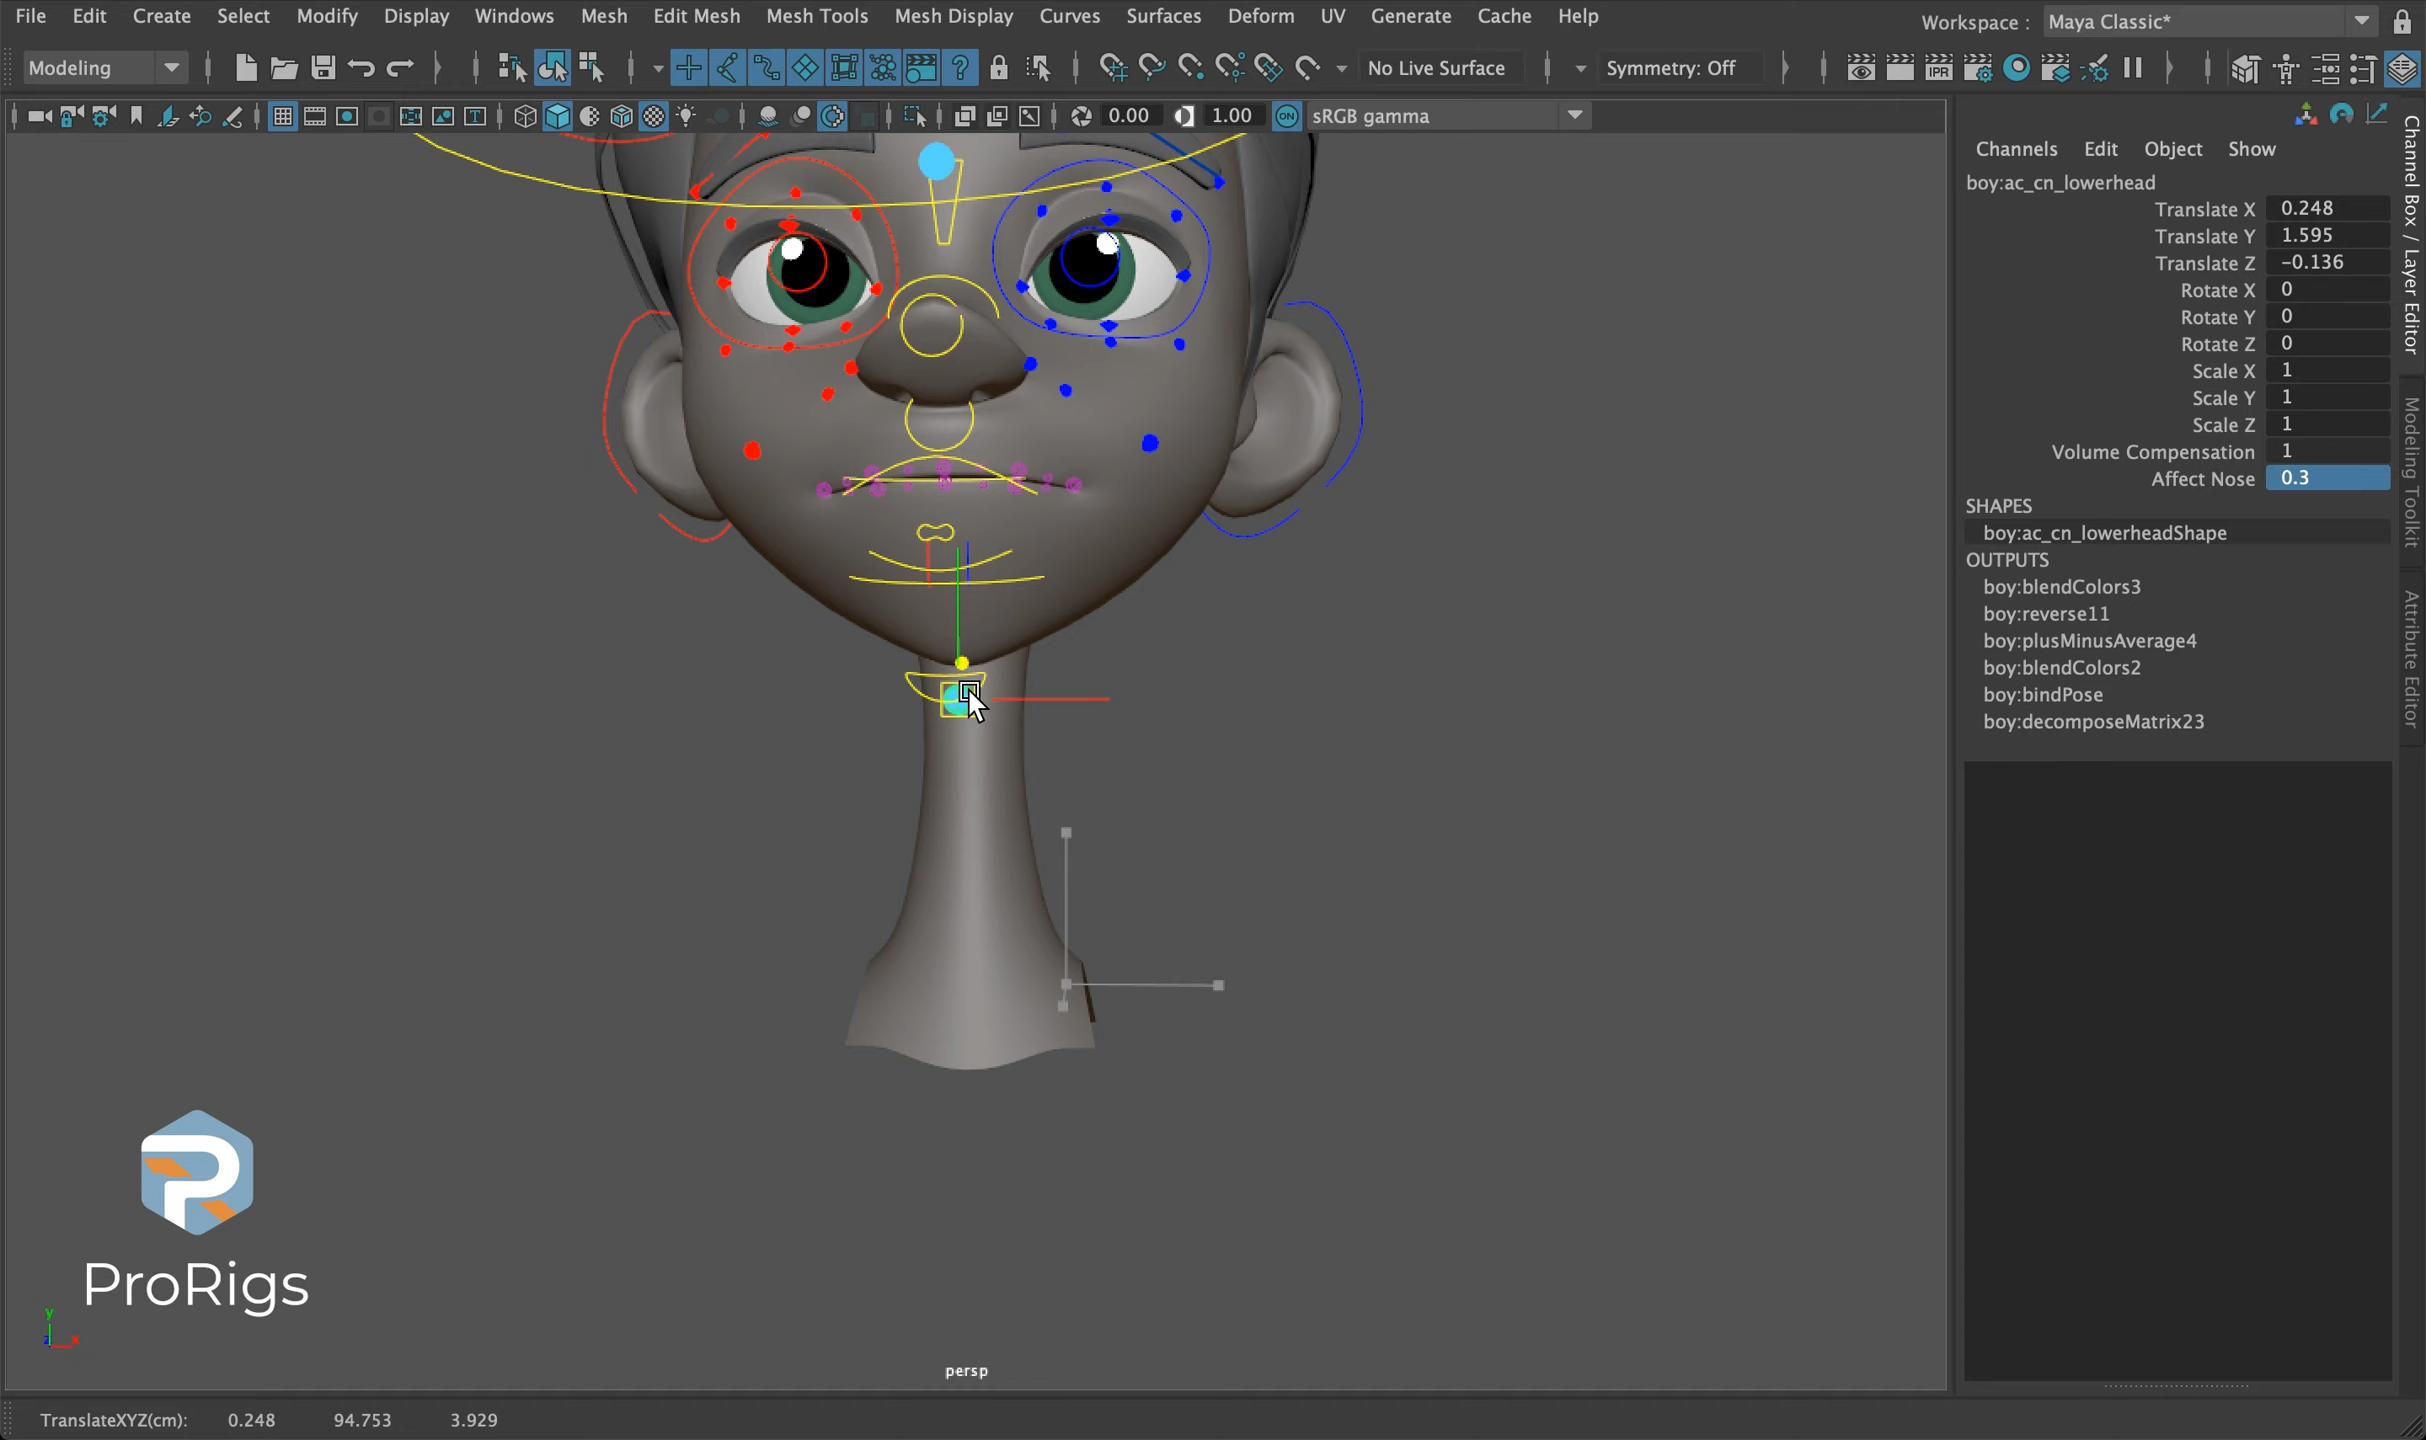 File Edit Create Select Modify Display Windows Mesh Edit Mesh Mesh Tools Mesh Display Curves Surfaces Deform UV Generate Cache Help
Workspace : Maya Classic*
Modeling
No Live Surface
Symmetry: Off
IPR
0.00
1.00
ON
sRGB gamma
Channels Edit Object Show
boy:ac_cn_lowerhead
Translate X 0.248
Translate Y 1.595
Translate Z -0.136
Rotate X 0
Rotate Y 0
Rotate Z 0
Scale X 1
Scale Y 1
Scale Z 1
Volume Compensation 1
Affect Nose 0.3
SHAPES
boy:ac_cn_lowerheadShape
OUTPUTS
boy:blendColors3
boy:reverse11
boy:plusMinusAverage4
boy:blendColors2
boy:bindPose
boy:decomposeMatrix23
Channel Box / Layer Editor
Modeling Toolkit
Attribute Editor
ProRigs
y
z
x
persp
TranslateXYZ(cm): 0.248 94.753 3.929